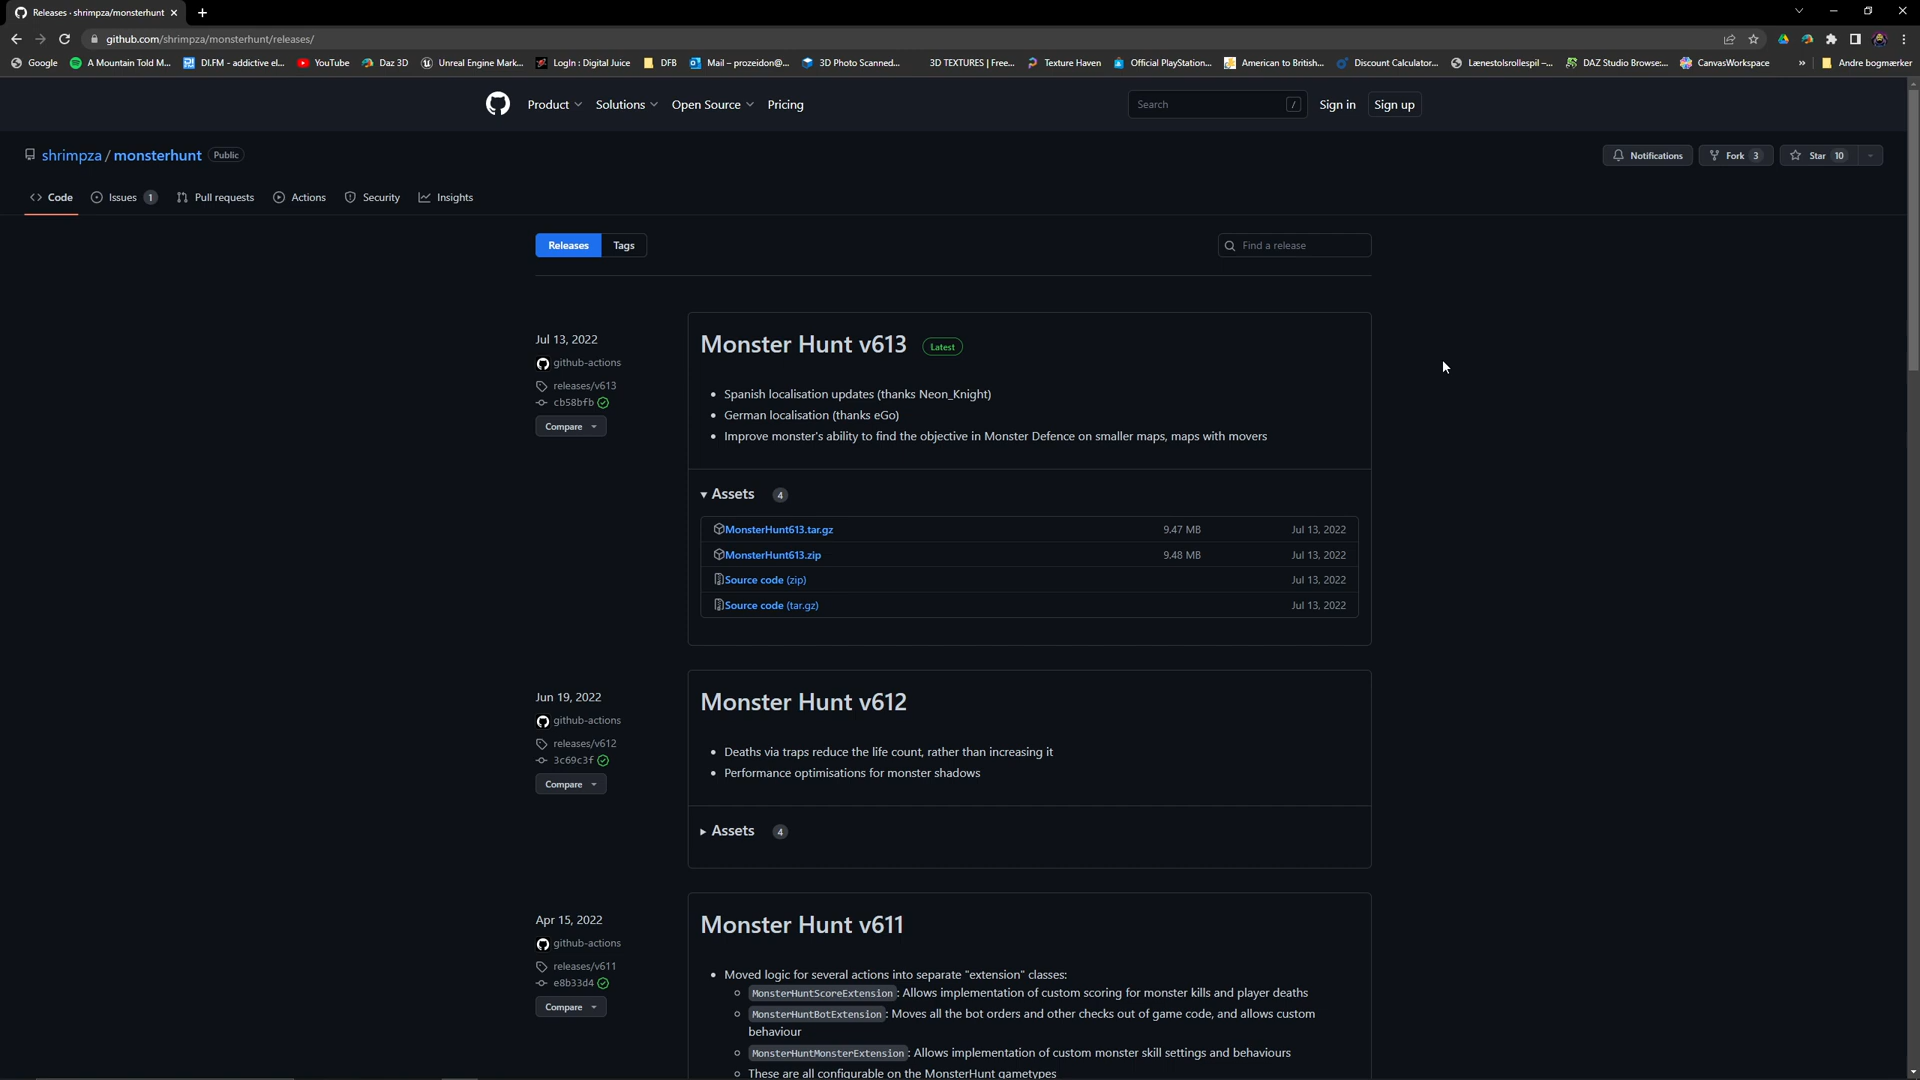 Releases · shrimpza/monsterhunt
github.com/shrimpza/monsterhunt/releases/
Google A Mountain Told M... DI.FM - addictive el... YouTube Daz 3D Unreal Engine Mark... LogIn : Digital Juice DFB Mail – prozeidon@... 3D Photo Scanned... 3D TEXTURES | Free... Texture Haven Official PlayStation... American to British... Discount Calculator... Lænestolsrollespil –... DAZ Studio Browse:... CanvasWorkspace » Andre bogmærker
Product Solutions Open Source Pricing Search / Sign in Sign up
shrimpza / monsterhunt Public Notifications Fork 3 Star 10
Code Issues 1 Pull requests Actions Security Insights
Releases Tags Find a release
Jul 13, 2022
github-actions
releases/v613
cb58bfb
Compare
Monster Hunt v613 Latest
• Spanish localisation updates (thanks Neon_Knight)
• German localisation (thanks eGo)
• Improve monster's ability to find the objective in Monster Defence on smaller maps, maps with movers
Assets 4
MonsterHunt613.tar.gz 9.47 MB Jul 13, 2022
MonsterHunt613.zip 9.48 MB Jul 13, 2022
Source code (zip) Jul 13, 2022
Source code (tar.gz) Jul 13, 2022
Jun 19, 2022
github-actions
releases/v612
3c69c3f
Compare
Monster Hunt v612
• Deaths via traps reduce the life count, rather than increasing it
• Performance optimisations for monster shadows
Assets 4
Apr 15, 2022
github-actions
releases/v611
e8b33d4
Compare
Monster Hunt v611
• Moved logic for several actions into separate "extension" classes:
MonsterHuntScoreExtension : Allows implementation of custom scoring for monster kills and player deaths
MonsterHuntBotExtension : Moves all the bot orders and other checks out of game code, and allows custom
behaviour
MonsterHuntMonsterExtension : Allows implementation of custom monster skill settings and behaviours
These are all configurable on the MonsterHunt gametypes